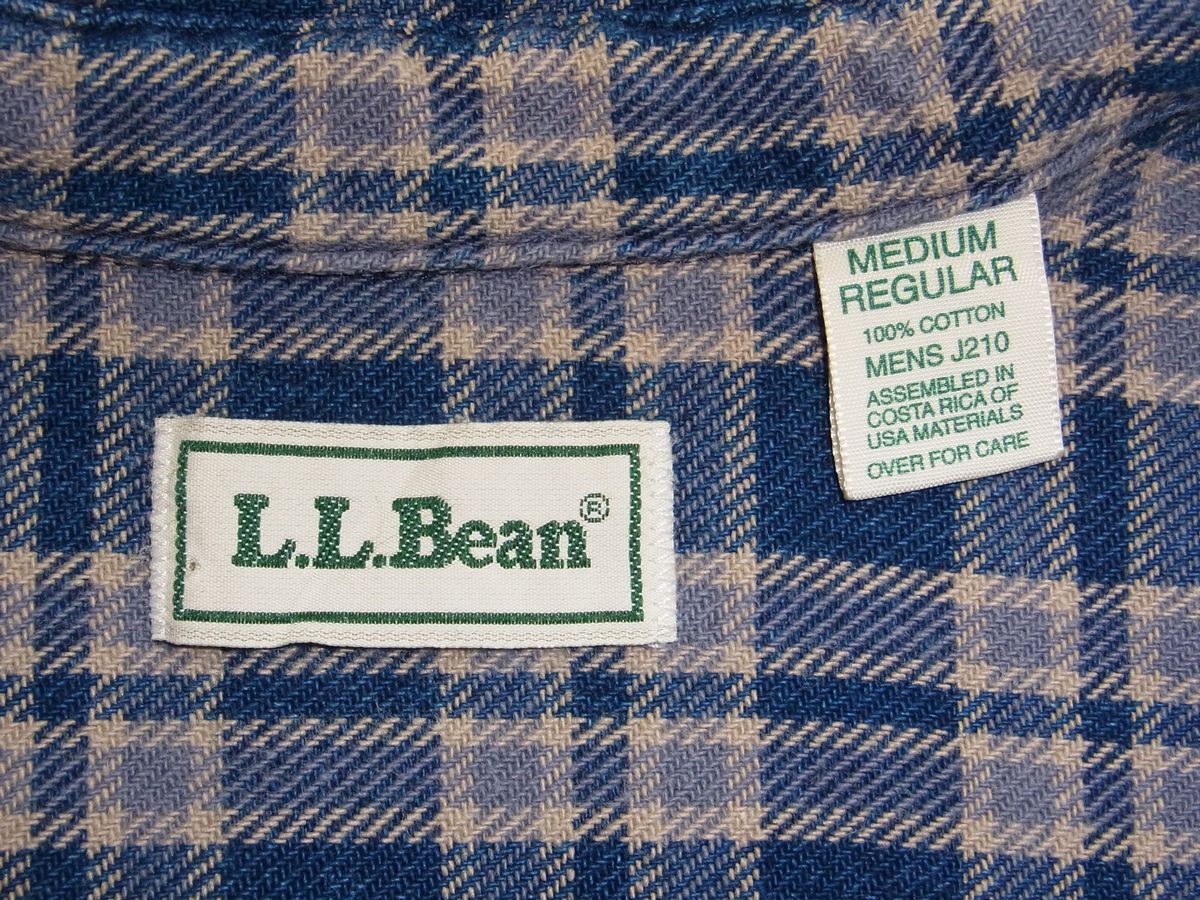 MEDIUM
REGULAR
100% COTTON
MENS J210
ASSEMBLED IN
COSTA RICA OF
USA MATERIALS
OVER FOR CARE
L.L.Bean®